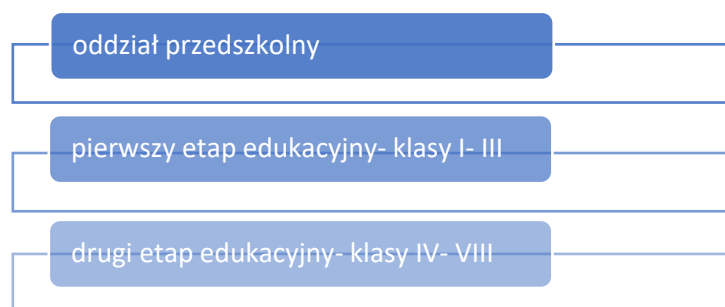 oddział przedszkolny
pierwszy etap edukacyjny- klasy I- III
drugi etap edukacyjny- klasy IV- VIII